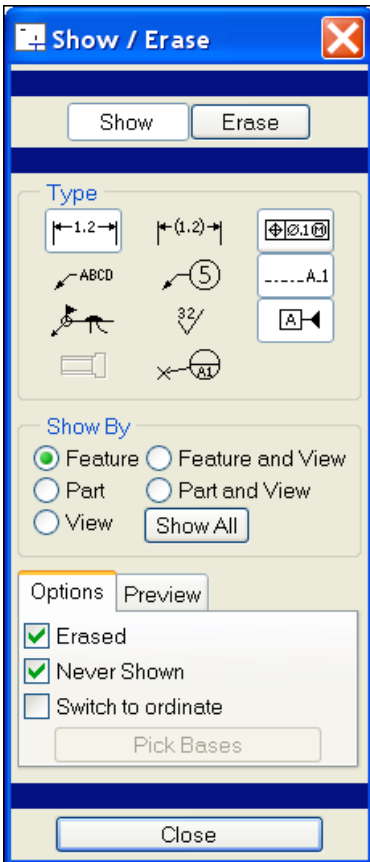 Show / Erase
Show Erase
Type
1.2 (1.2) ⌖ Ø.1 Ⓜ
ABCD 5 A_1
32 A
A1
Show By
Feature Feature and View
Part Part and View
View Show All
Options Preview
Erased
Never Shown
Switch to ordinate
Pick Bases
Close